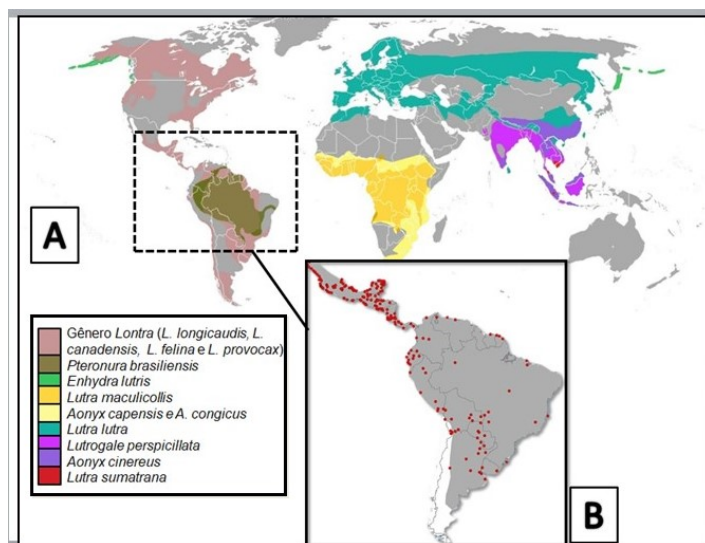 A
Gênero Lontra (L. longicaudis, L.
canadensis, L. felina e L. provocax)
Pteronura brasiliensis
Enhydra lutris
Lutra maculicollis
Aonyx capensis e A. congicus
Lutra lutra
Lutrogale perspicillata
Aonyx cinereus
Lutra sumatrana
B